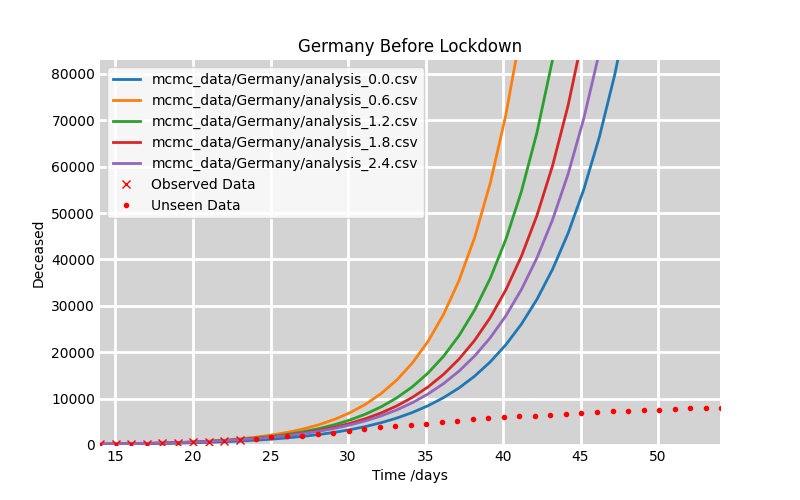 Germany Before Lockdown
mcmc_data/Germany/analysis_0.0.csv
mcmc_data/Germany/analysis_0.6.csv
mcmc_data/Germany/analysis_1.2.csv
mcmc_data/Germany/analysis_1.8.csv
mcmc_data/Germany/analysis_2.4.csv
Observed Data
Unseen Data
Deceased
80000
70000
60000
50000
40000
30000
20000
10000
0
15 20 25 30 35 40 45 50
Time /days